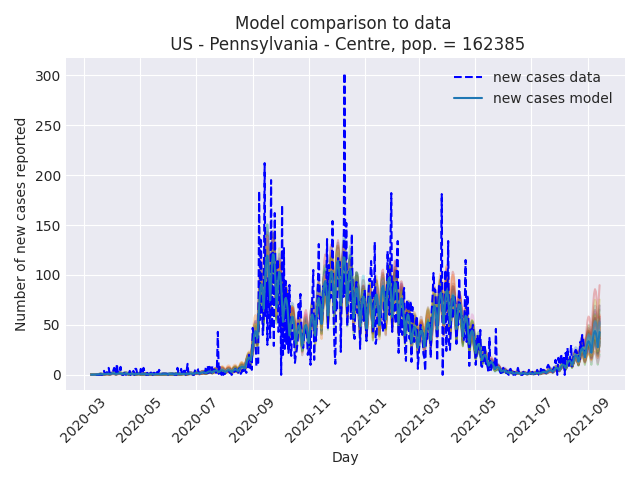 Model comparison to data
US - Pennsylvania - Centre, pop. = 162385
new cases data
new cases model
Number of new cases reported
300
250
200
150
100
50
0
2020-03
2020-05
2020-07
2020-09
2020-11
2021-01
2021-03
2021-05
2021-07
2021-09
Day